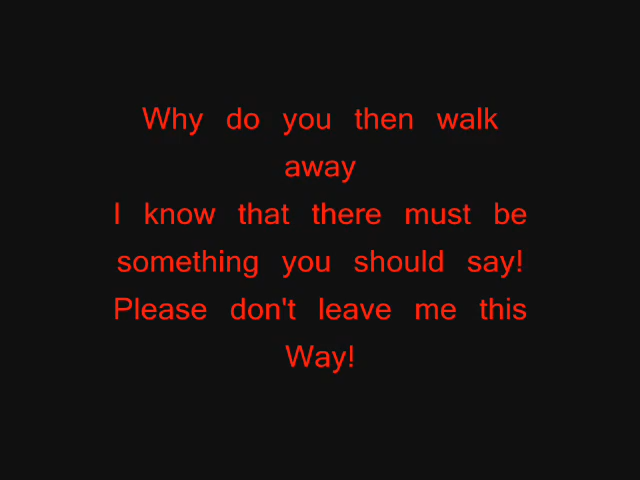 Why do you then walk
away
I know that there must be
something you should say!
Please don't leave me this
Way!